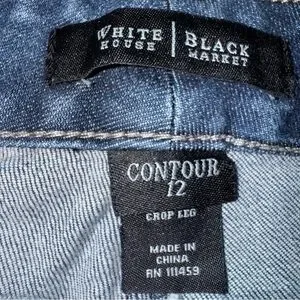 WHITE HOUSE | BLACK MARKET
CONTOUR
12
CROP LEG
MADE IN
CHINA
RN 111459